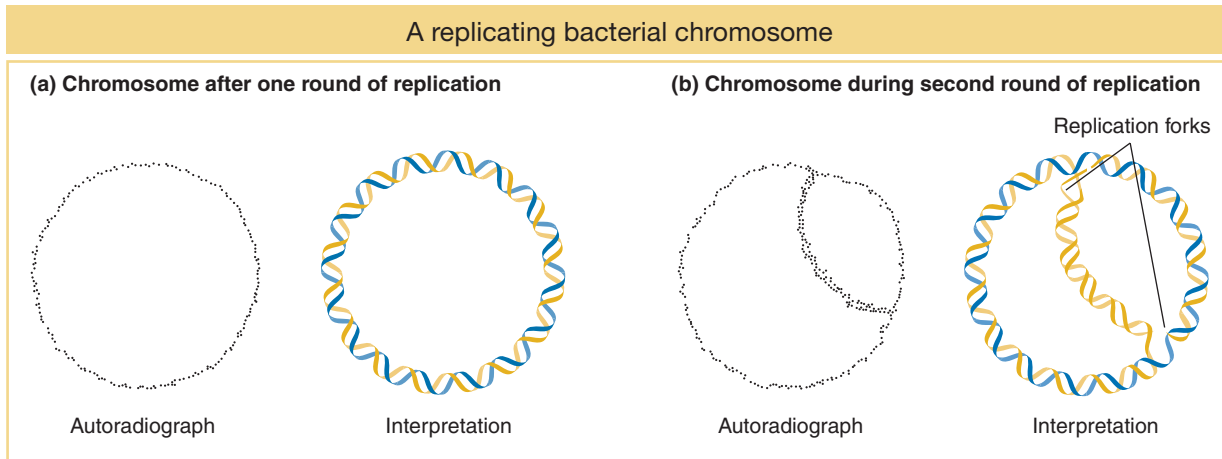 A replicating bacterial chromosome
(a) Chromosome after one round of replication
(b) Chromosome during second round of replication
Replication forks
Autoradiograph
Interpretation
Autoradiograph
Interpretation